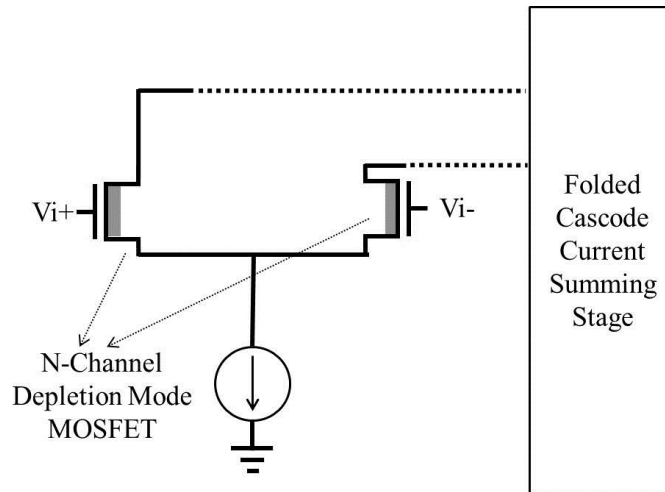 Vi+
Vi-
N-Channel
Depletion Mode
MOSFET
Folded
Cascode
Current
Summing
Stage